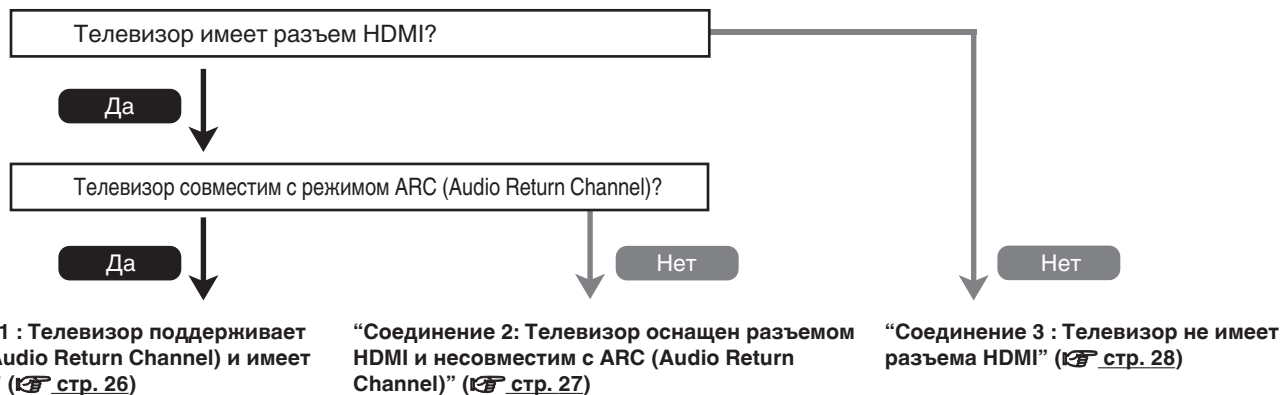 Телевизор имеет разъем HDMI?
Да
Телевизор совместим с режимом ARC (Audio Return Channel)?
Да
Нет
Нет
1 : Телевизор поддерживает
Audio Return Channel) и имеет
” (стр. 26)
“Соединение 2: Телевизор оснащен разъемом
HDMI и несовместим с ARC (Audio Return
Channel)” (стр. 27)
“Соединение 3 : Телевизор не имеет
разъема HDMI” (стр. 28)